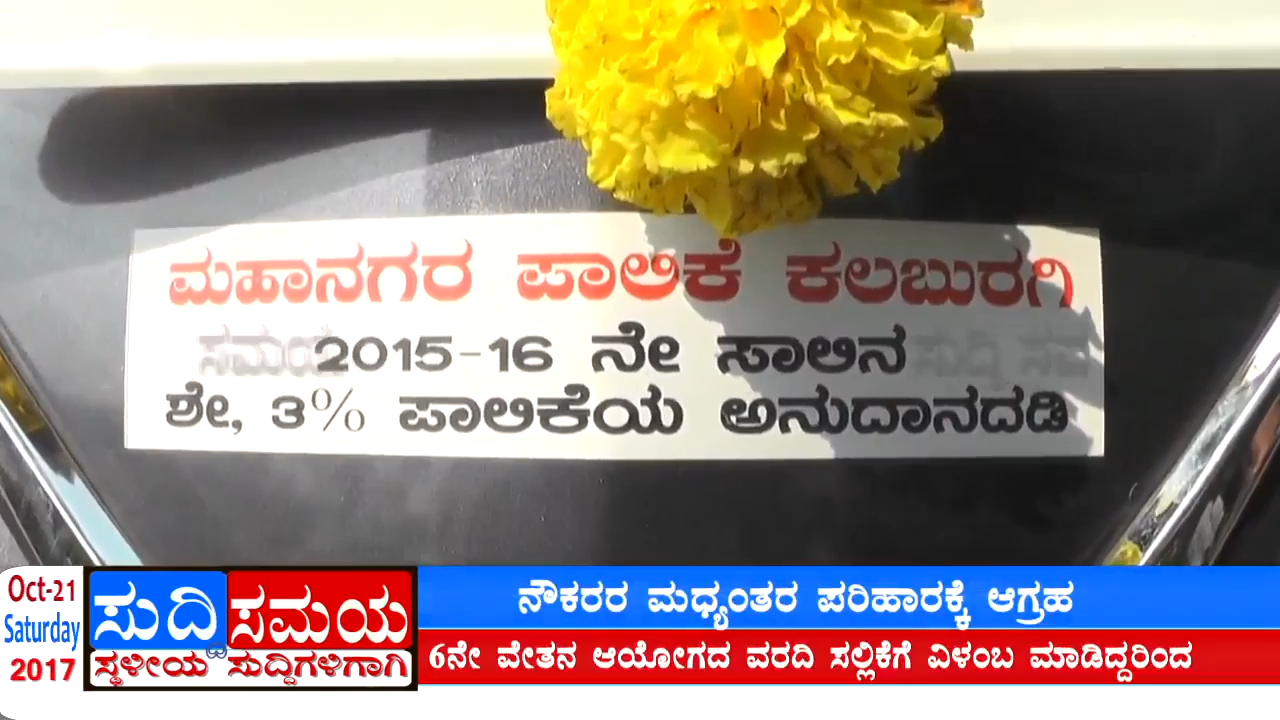 ಮಹಾನಗರ ಪಾಲಿಕೆ ಕಲಬುರಗಿ
2015-16 ನೇ ಸಾಲಿನ
ಶೇ, 3% ಪಾಲಿಕೆಯ ಅನುದಾನದಡಿ
Oct-21
Saturday
2017
ಸುದ್ದಿ ಸಮಯ
ಸ್ಥಳೀಯ ಸುದ್ದಿಗಳಿಗಾಗಿ
ನೌಕರರ ಮಧ್ಯಂತರ ಪರಿಹಾರಕ್ಕೆ ಆಗ್ರಹ
6ನೇ ವೇತನ ಆಯೋಗದ ವರದಿ ಸಲ್ಲಿಕೆಗೆ ವಿಳಂಬ ಮಾಡಿದ್ದರಿಂದ